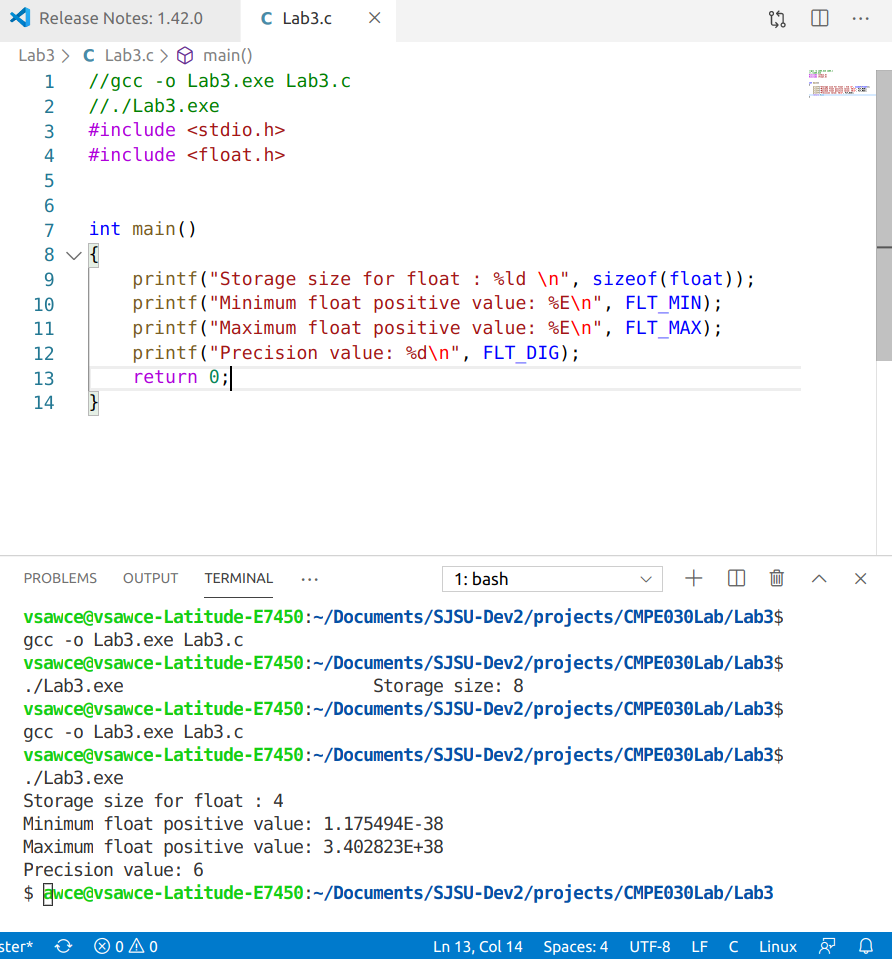 Release Notes: 1.42.0
C Lab3.c
Lab3 > C Lab3.c > main()
1 //gcc -o Lab3.exe Lab3.c
2 //./Lab3.exe
3 #include <stdio.h>
4 #include <float.h>
5
6
7 int main()
8 {
9 printf("Storage size for float : %ld \n", sizeof(float));
10 printf("Minimum float positive value: %E\n", FLT_MIN);
11 printf("Maximum float positive value: %E\n", FLT_MAX);
12 printf("Precision value: %d\n", FLT_DIG);
13 return 0;
14 }
PROBLEMS OUTPUT TERMINAL ... 1: bash
vsawce@vsawce-Latitude-E7450:~/Documents/SJSU-Dev2/projects/CMPE030Lab/Lab3$
gcc -o Lab3.exe Lab3.c
vsawce@vsawce-Latitude-E7450:~/Documents/SJSU-Dev2/projects/CMPE030Lab/Lab3$
./Lab3.exe Storage size: 8
vsawce@vsawce-Latitude-E7450:~/Documents/SJSU-Dev2/projects/CMPE030Lab/Lab3$
gcc -o Lab3.exe Lab3.c
vsawce@vsawce-Latitude-E7450:~/Documents/SJSU-Dev2/projects/CMPE030Lab/Lab3$
./Lab3.exe
Storage size for float : 4
Minimum float positive value: 1.175494E-38
Maximum float positive value: 3.402823E+38
Precision value: 6
$ awce@vsawce-Latitude-E7450:~/Documents/SJSU-Dev2/projects/CMPE030Lab/Lab3
ster* 0 0 Ln 13, Col 14 Spaces: 4 UTF-8 LF C Linux